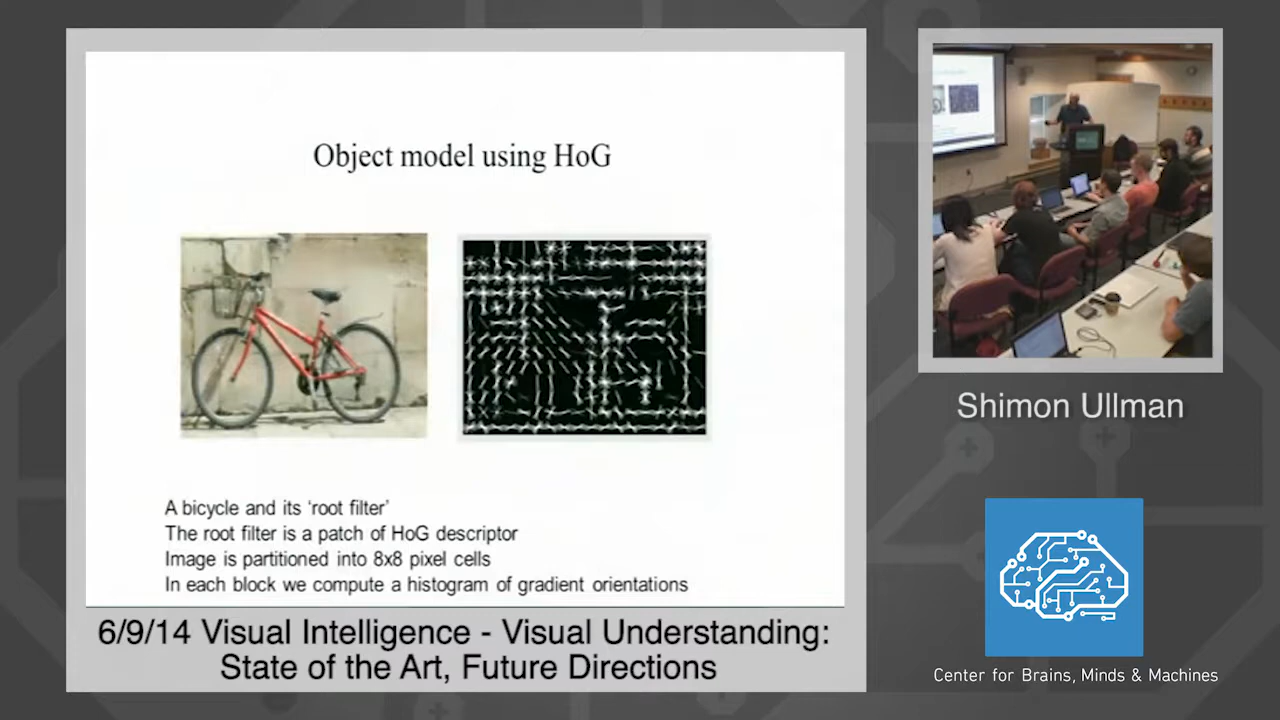 Object model using HoG
A bicycle and its ‘root filter’
The root filter is a patch of HoG descriptor
Image is partitioned into 8x8 pixel cells
In each block we compute a histogram of gradient orientations
6/9/14 Visual Intelligence - Visual Understanding:
State of the Art, Future Directions
Shimon Ullman
Center for Brains, Minds & Machines